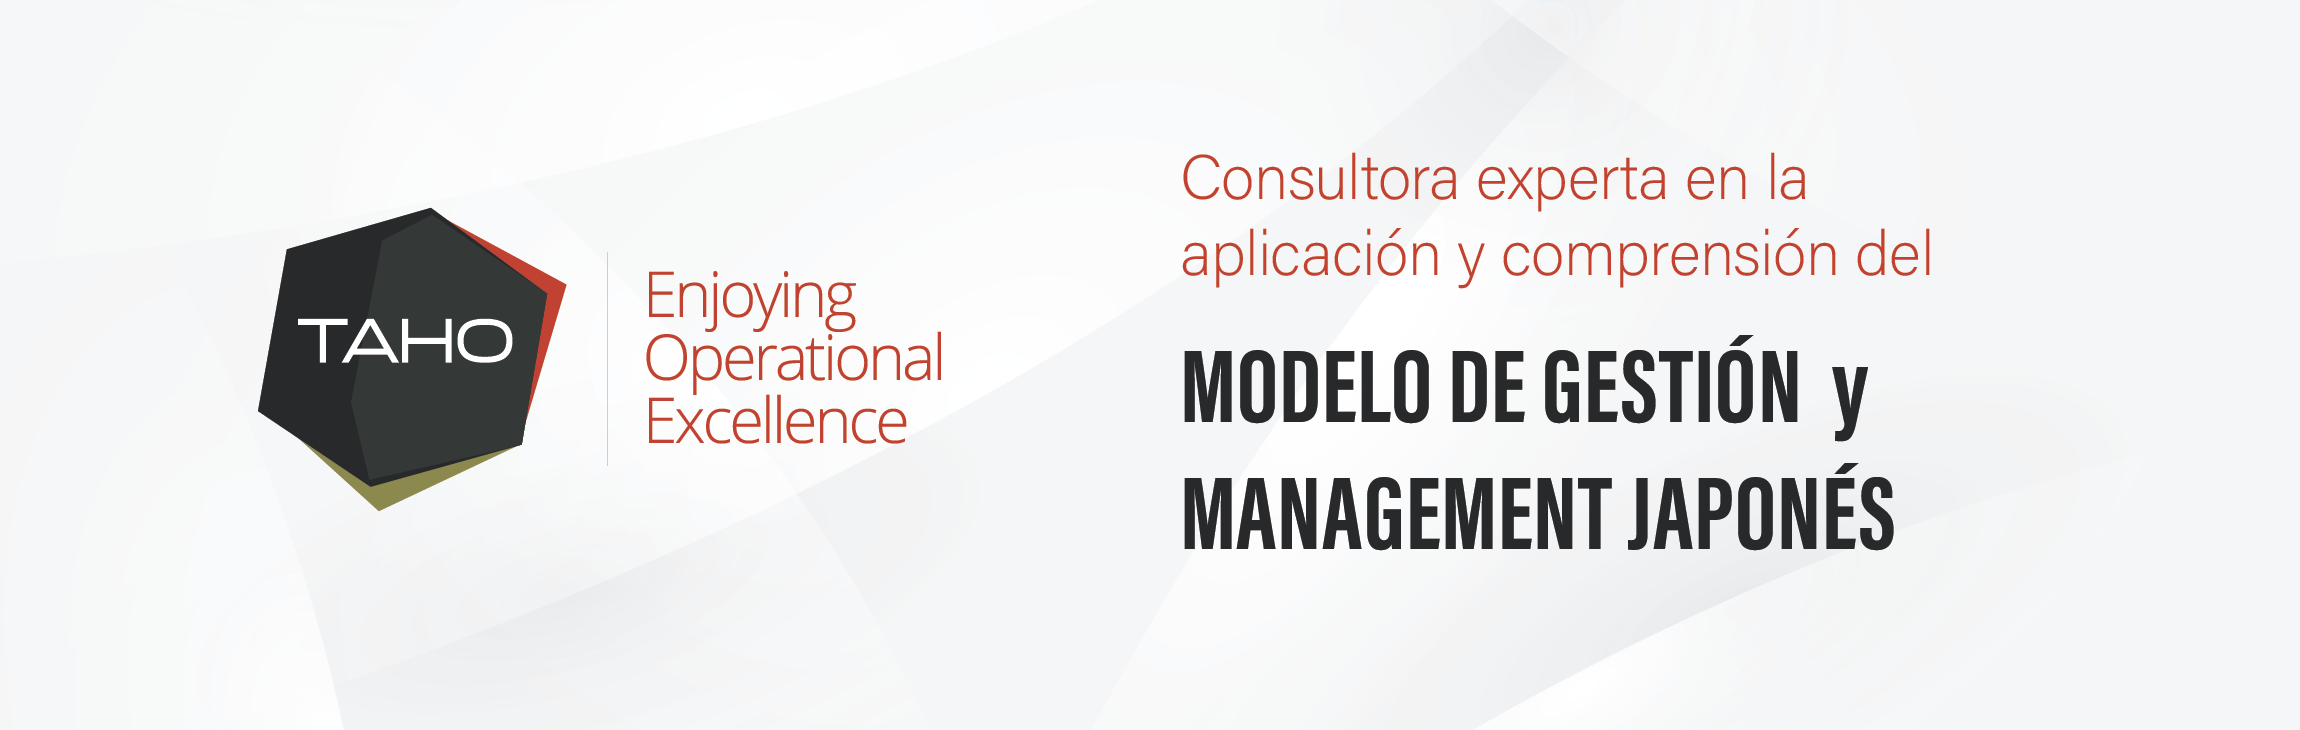 TAHO
Enjoying
Operational
Excellence
Consultora experta en la
aplicación y comprensión del
MODELO DE GESTIÓN y
MANAGEMENT JAPONÉS